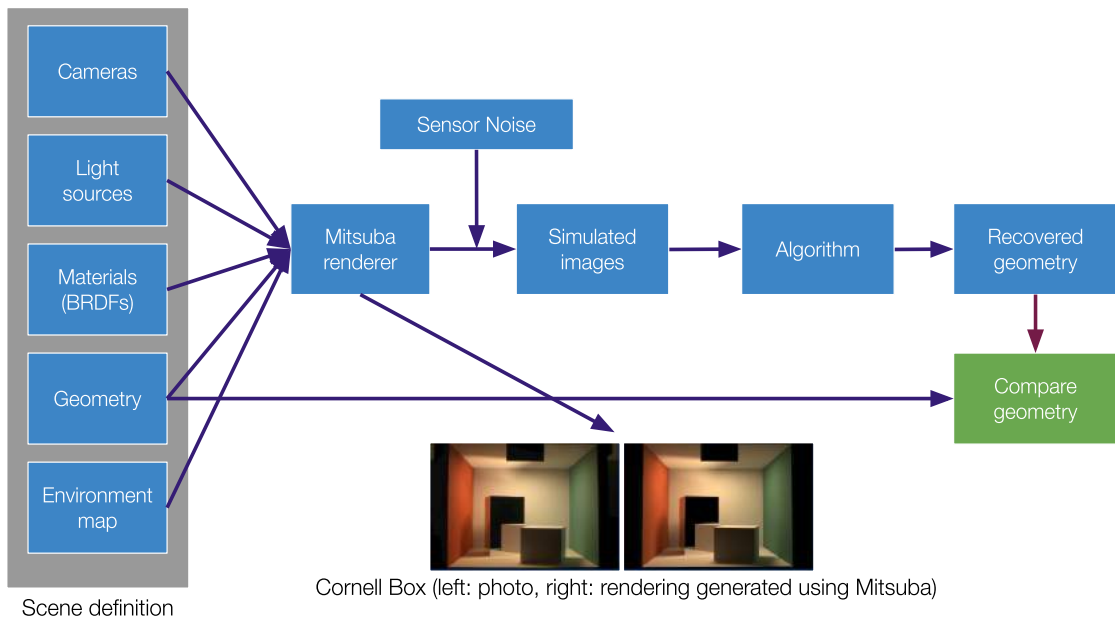 Cameras
Light
sources
Materials
(BRDFs)
Geometry
Environment
map
Scene definition
Sensor Noise
Mitsuba
renderer
Simulated
images
Algorithm
Recovered
geometry
Compare
geometry
Cornell Box (left: photo, right: rendering generated using Mitsuba)